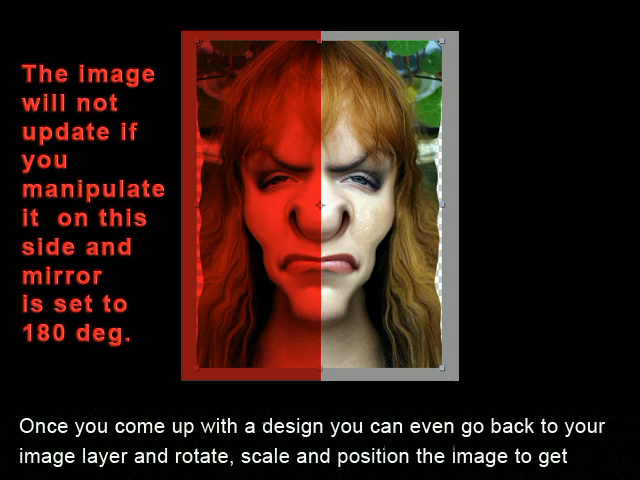 The image
will not
update if
you
manipulate
it on this
side and
mirror
is set to
180 deg.
Once you come up with a design you can even go back to your
image layer and rotate, scale and position the image to get